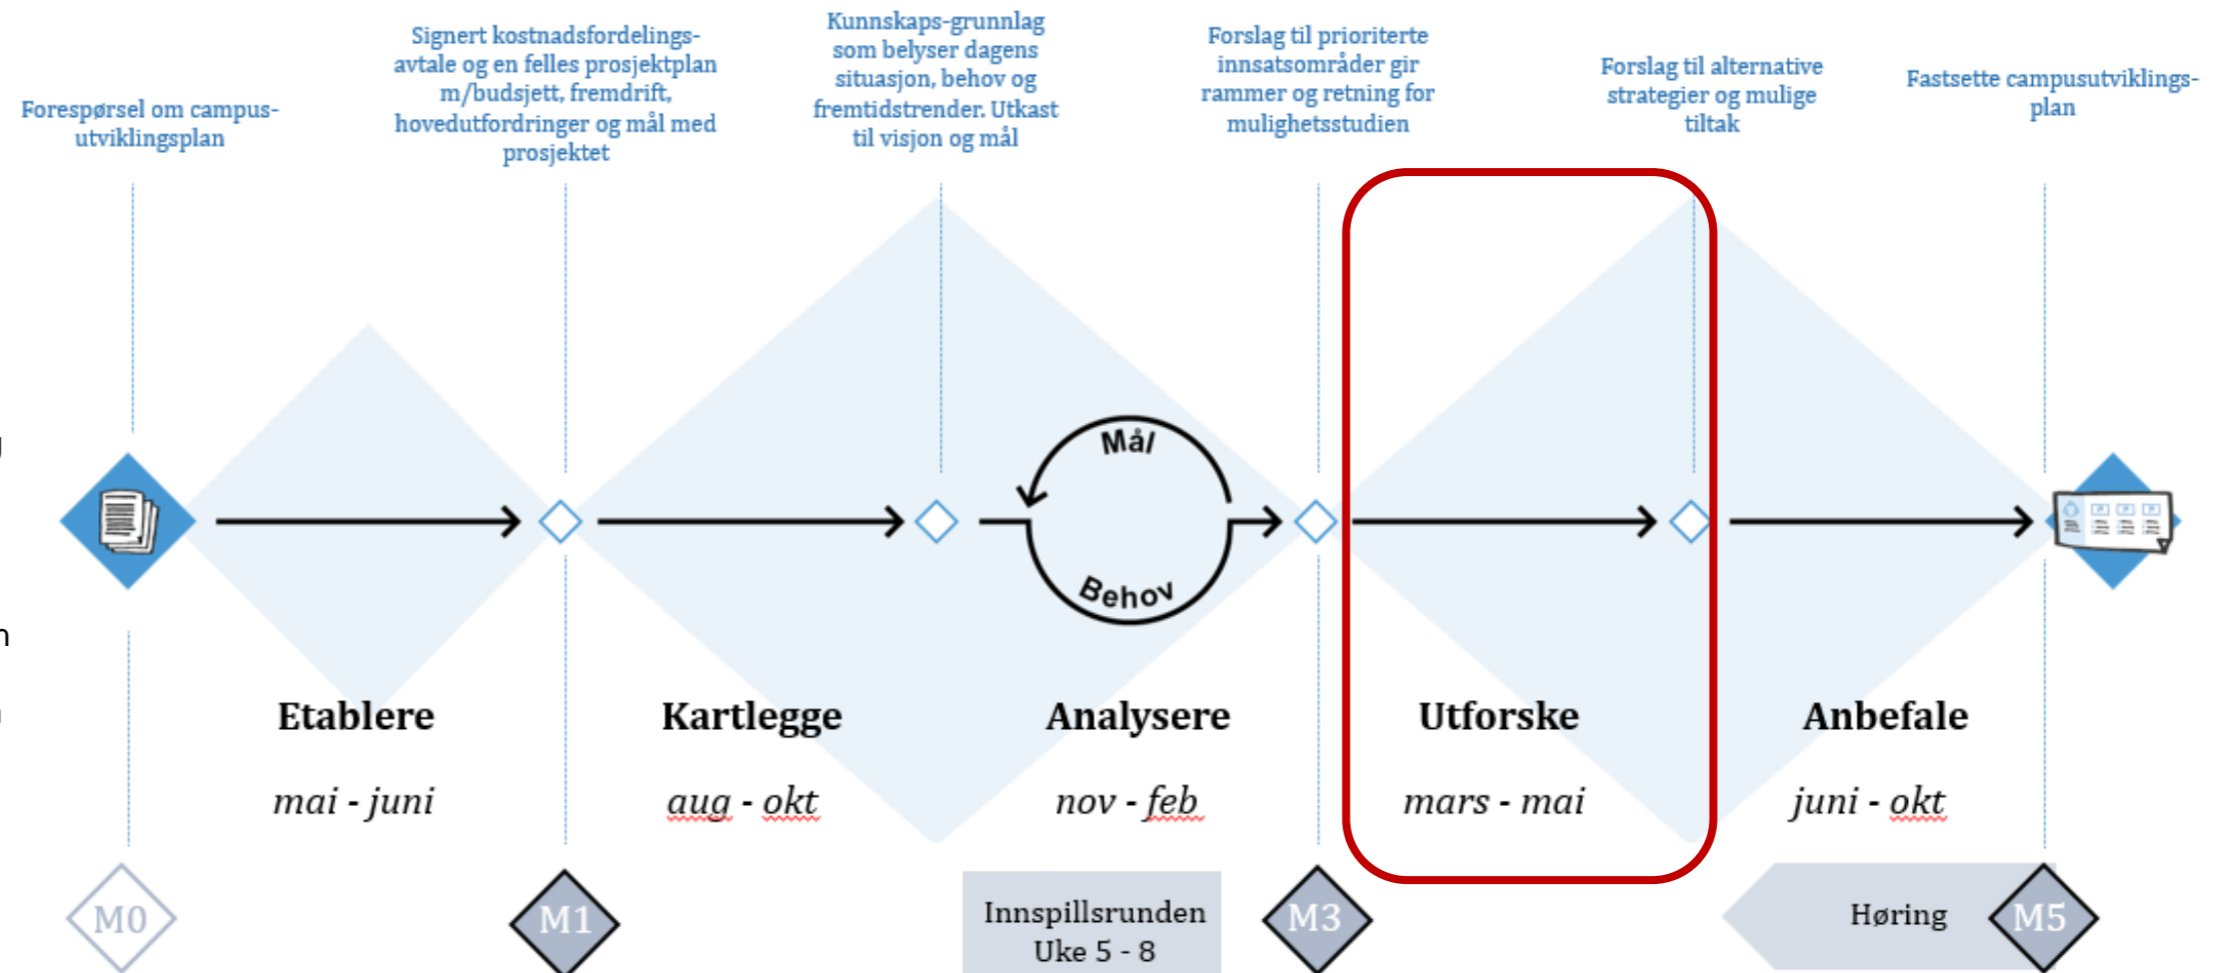 Forespørsel om campus-
utviklingsplan
Signert kostnadsfordelings-
avtale og en felles prosjektplan
m/budsjett, fremdrift,
hovedutfordringer og mål med
prosjektet
Kunnskaps-grunnlag
som belyser dagens
situasjon, behov og
fremtidstrender. Utkast
til visjon og mål
Forslag til prioriterte
innsatsområder gir
rammer og retning for
mulighetsstudien
Forslag til alternative
strategier og mulige
tiltak
Fastsette campusutviklings-
plan
Mål
Behov
Etablere
Kartlegge
Analysere
Utforske
Anbefale
mai - juni
aug - okt
nov - feb
mars - mai
juni - okt
M0
M1
Innspillsrunden
Uke 5 - 8
M3
Høring
M5